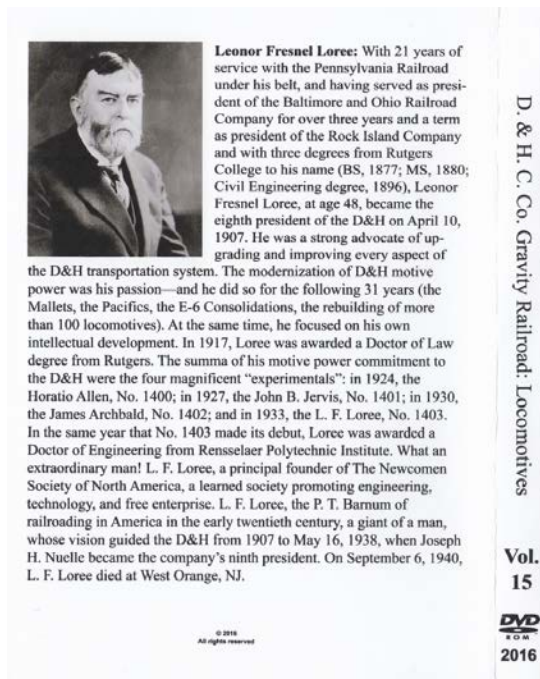 Leonor Fresnel Loree: With 21 years of
service with the Pennsylvania Railroad
under his belt, and having served as presi-
dent of the Baltimore and Ohio Railroad
Company for over three years and a term
as president of the Rock Island Company
and with three degrees from Rutgers
College to his name (BS, 1877; MS, 1880;
Civil Engineering degree, 1896), Leonor
Fresnel Loree, at age 48, became the
eighth president of the D&H on April 10,
1907. He was a strong advocate of up-
grading and improving every aspect of
the D&H transportation system. The modernization of D&H motive
power was his passion—and he did so for the following 31 years (the
Mallets, the Pacifics, the E-6 Consolidations, the rebuilding of more
than 100 locomotives). At the same time, he focused on his own
intellectual development. In 1917, Loree was awarded a Doctor of Law
degree from Rutgers. The summa of his motive power commitment to
the D&H were the four magnificent “experimentals”: in 1924, the
Horatio Allen, No. 1400; in 1927, the John B. Jervis, No. 1401; in 1930,
the James Archbald, No. 1402; and in 1933, the L. F. Loree, No. 1403.
In the same year that No. 1403 made its debut, Loree was awarded a
Doctor of Engineering from Rensselaer Polytechnic Institute. What an
extraordinary man! L. F. Loree, a principal founder of The Newcomen
Society of North America, a learned society promoting engineering,
technology, and free enterprise. L. F. Loree, the P. T. Barnum of
railroading in America in the early twentieth century, a giant of a man,
whose vision guided the D&H from 1907 to May 16, 1938, when Joseph
H. Nuelle became the company’s ninth president. On September 6, 1940,
L. F. Loree died at West Orange, NJ.
© 2016
All rights reserved
D. & H. C. Co. Gravity Railroad: Locomotives
Vol.
15
DVD
ROM
2016